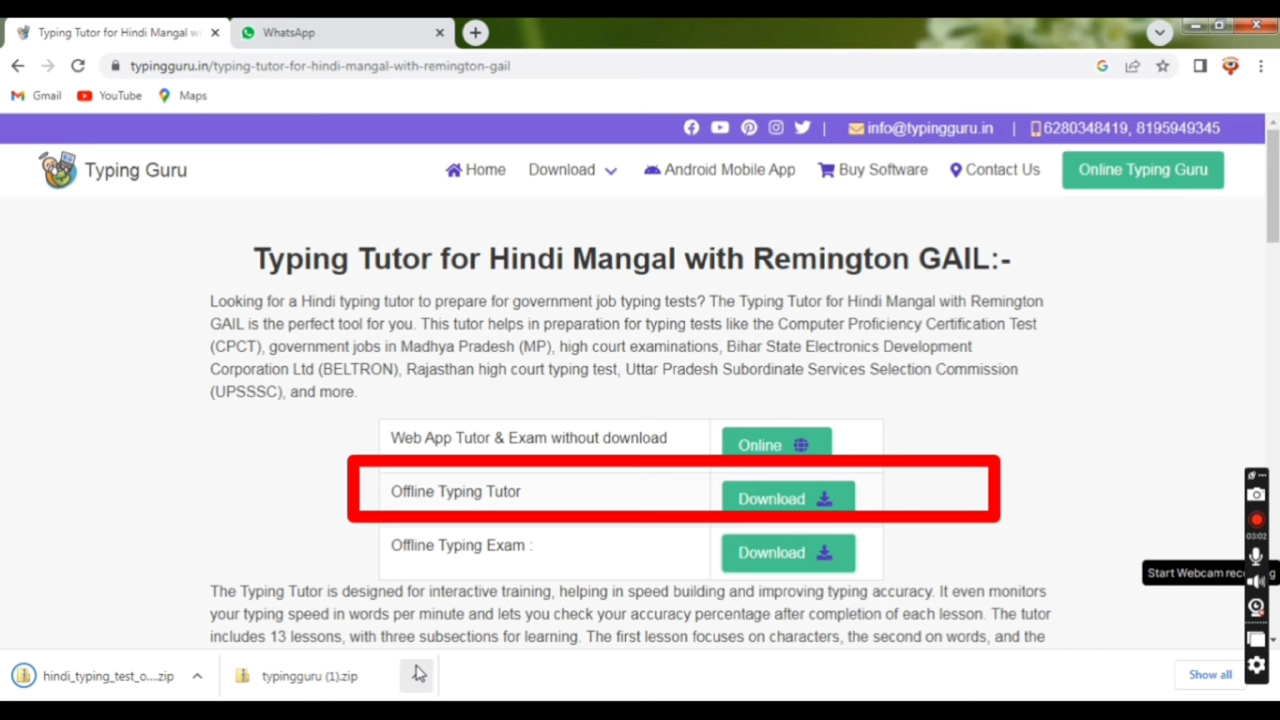 Typing Tutor for Hindi Mangal wi
WhatsApp
typingguru.in/typing-tutor-for-hindi-mangal-with-remington-gail
Gmail YouTube Maps
| info@typingguru.in | 6280348419, 8195949345
Typing Guru
Home Download Android Mobile App Buy Software Contact Us Online Typing Guru
Typing Tutor for Hindi Mangal with Remington GAIL:-
Looking for a Hindi typing tutor to prepare for government job typing tests? The Typing Tutor for Hindi Mangal with Remington
GAIL is the perfect tool for you. This tutor helps in preparation for typing tests like the Computer Proficiency Certification Test
(CPCT), government jobs in Madhya Pradesh (MP), high court examinations, Bihar State Electronics Development
Corporation Ltd (BELTRON), Rajasthan high court typing test, Uttar Pradesh Subordinate Services Selection Commission
(UPSSSC), and more.
Web App Tutor & Exam without download Online
Offline Typing Tutor Download
Offline Typing Exam : Download
03:02
Start Webcam rec
The Typing Tutor is designed for interactive training, helping in speed building and improving typing accuracy. It even monitors
your typing speed in words per minute and lets you check your accuracy percentage after completion of each lesson. The tutor
includes 13 lessons, with three subsections for learning. The first lesson focuses on characters, the second on words, and the
hindi_typing_test_o....zip typingguru (1).zip Show all